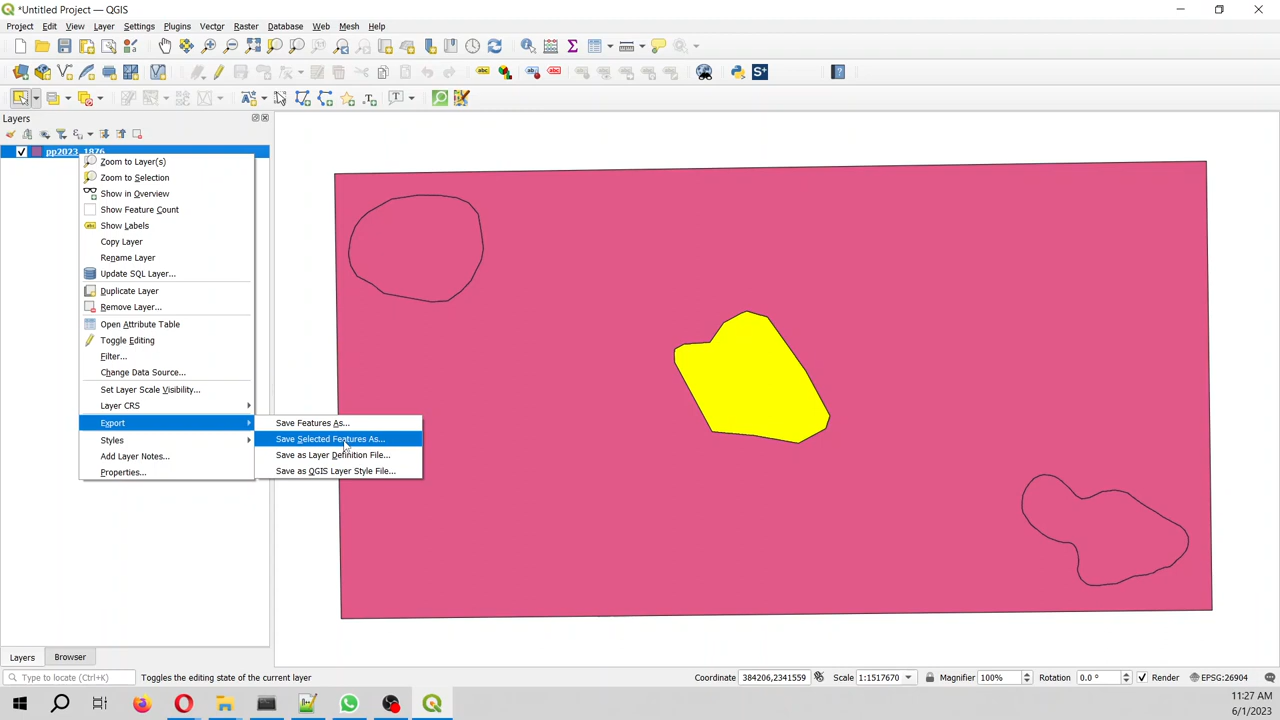 *Untitled Project — QGIS
Project Edit View Layer Settings Plugins Vector Raster Database Web Mesh Help
Layers
pp2023_1876
Zoom to Layer(s)
Zoom to Selection
Show in Overview
Show Feature Count
Show Labels
Copy Layer
Rename Layer
Update SQL Layer...
Duplicate Layer
Remove Layer...
Open Attribute Table
Toggle Editing
Filter...
Change Data Source...
Set Layer Scale Visibility...
Layer CRS
Export
Styles
Add Layer Notes...
Properties...
Save Features As...
Save Selected Features As...
Save as Layer Definition File...
Save as QGIS Layer Style File...
Layers Browser
Type to locate (Ctrl+K) Toggles the editing state of the current layer Coordinate 384206,2341559 Scale 1:1517670 Magnifier 100% Rotation 0.0 ° Render EPSG:26904
11:27 AM
6/1/2023